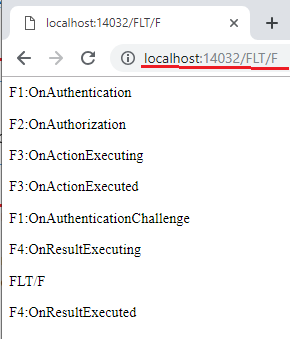 localhost:14032/FLT/F
localhost:14032/FLT/F
F1:OnAuthentication
F2:OnAuthorization
F3:OnActionExecuting
F3:OnActionExecuted
F1:OnAuthenticationChallenge
F4:OnResultExecuting
FLT/F
F4:OnResultExecuted